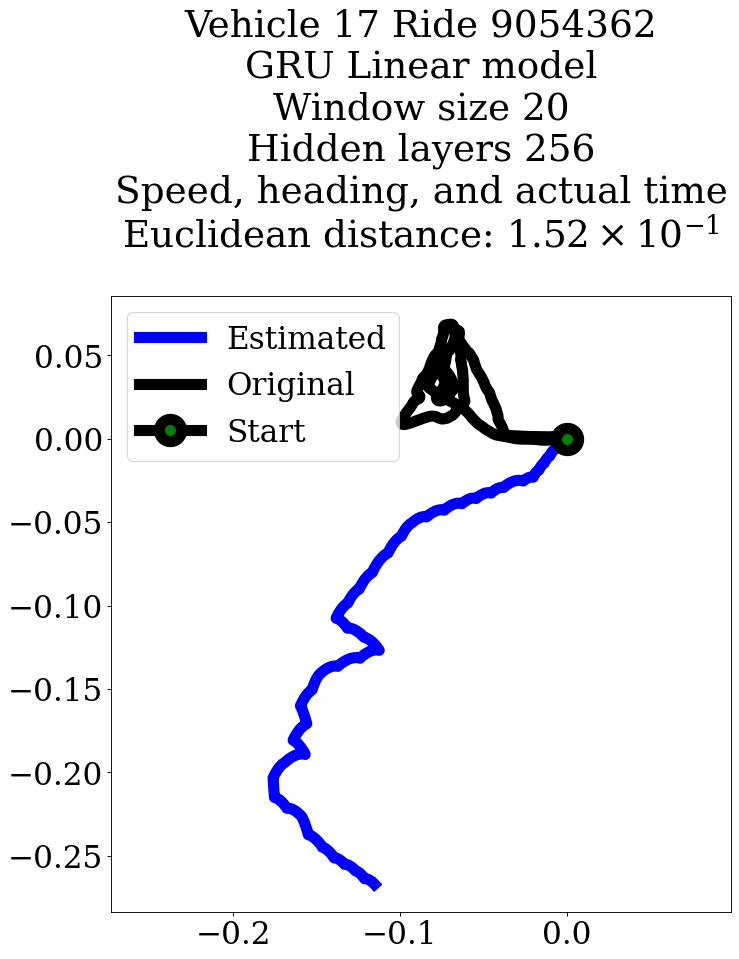 Vehicle 17 Ride 9054362
GRU Linear model
Window size 20
Hidden layers 256
Speed, heading, and actual time
Euclidean distance: 1.52 × 10⁻¹
Estimated
Original
Start
0.05
0.00
−0.05
−0.10
−0.15
−0.20
−0.25
−0.2
−0.1
0.0